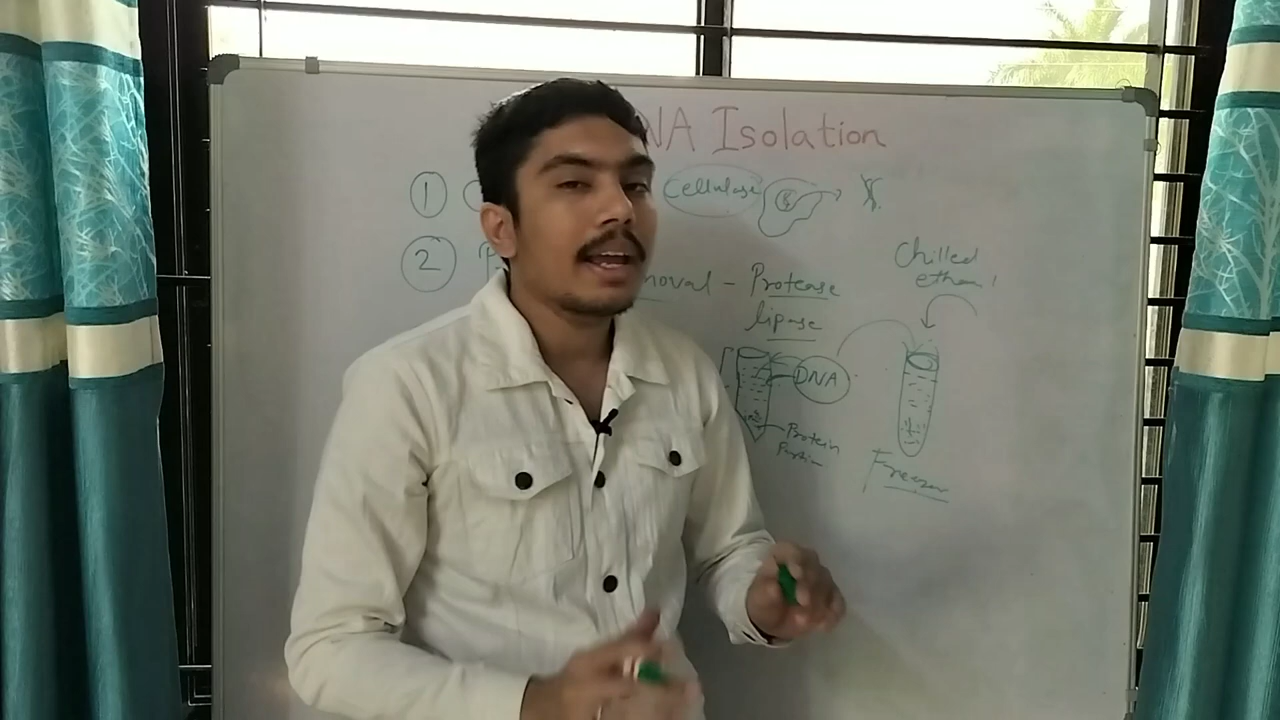 NA Isolation
1 C Cellulase
2 P moval - Protease
lipase
Chilled
ethanol
DNA
Protein
Freezer